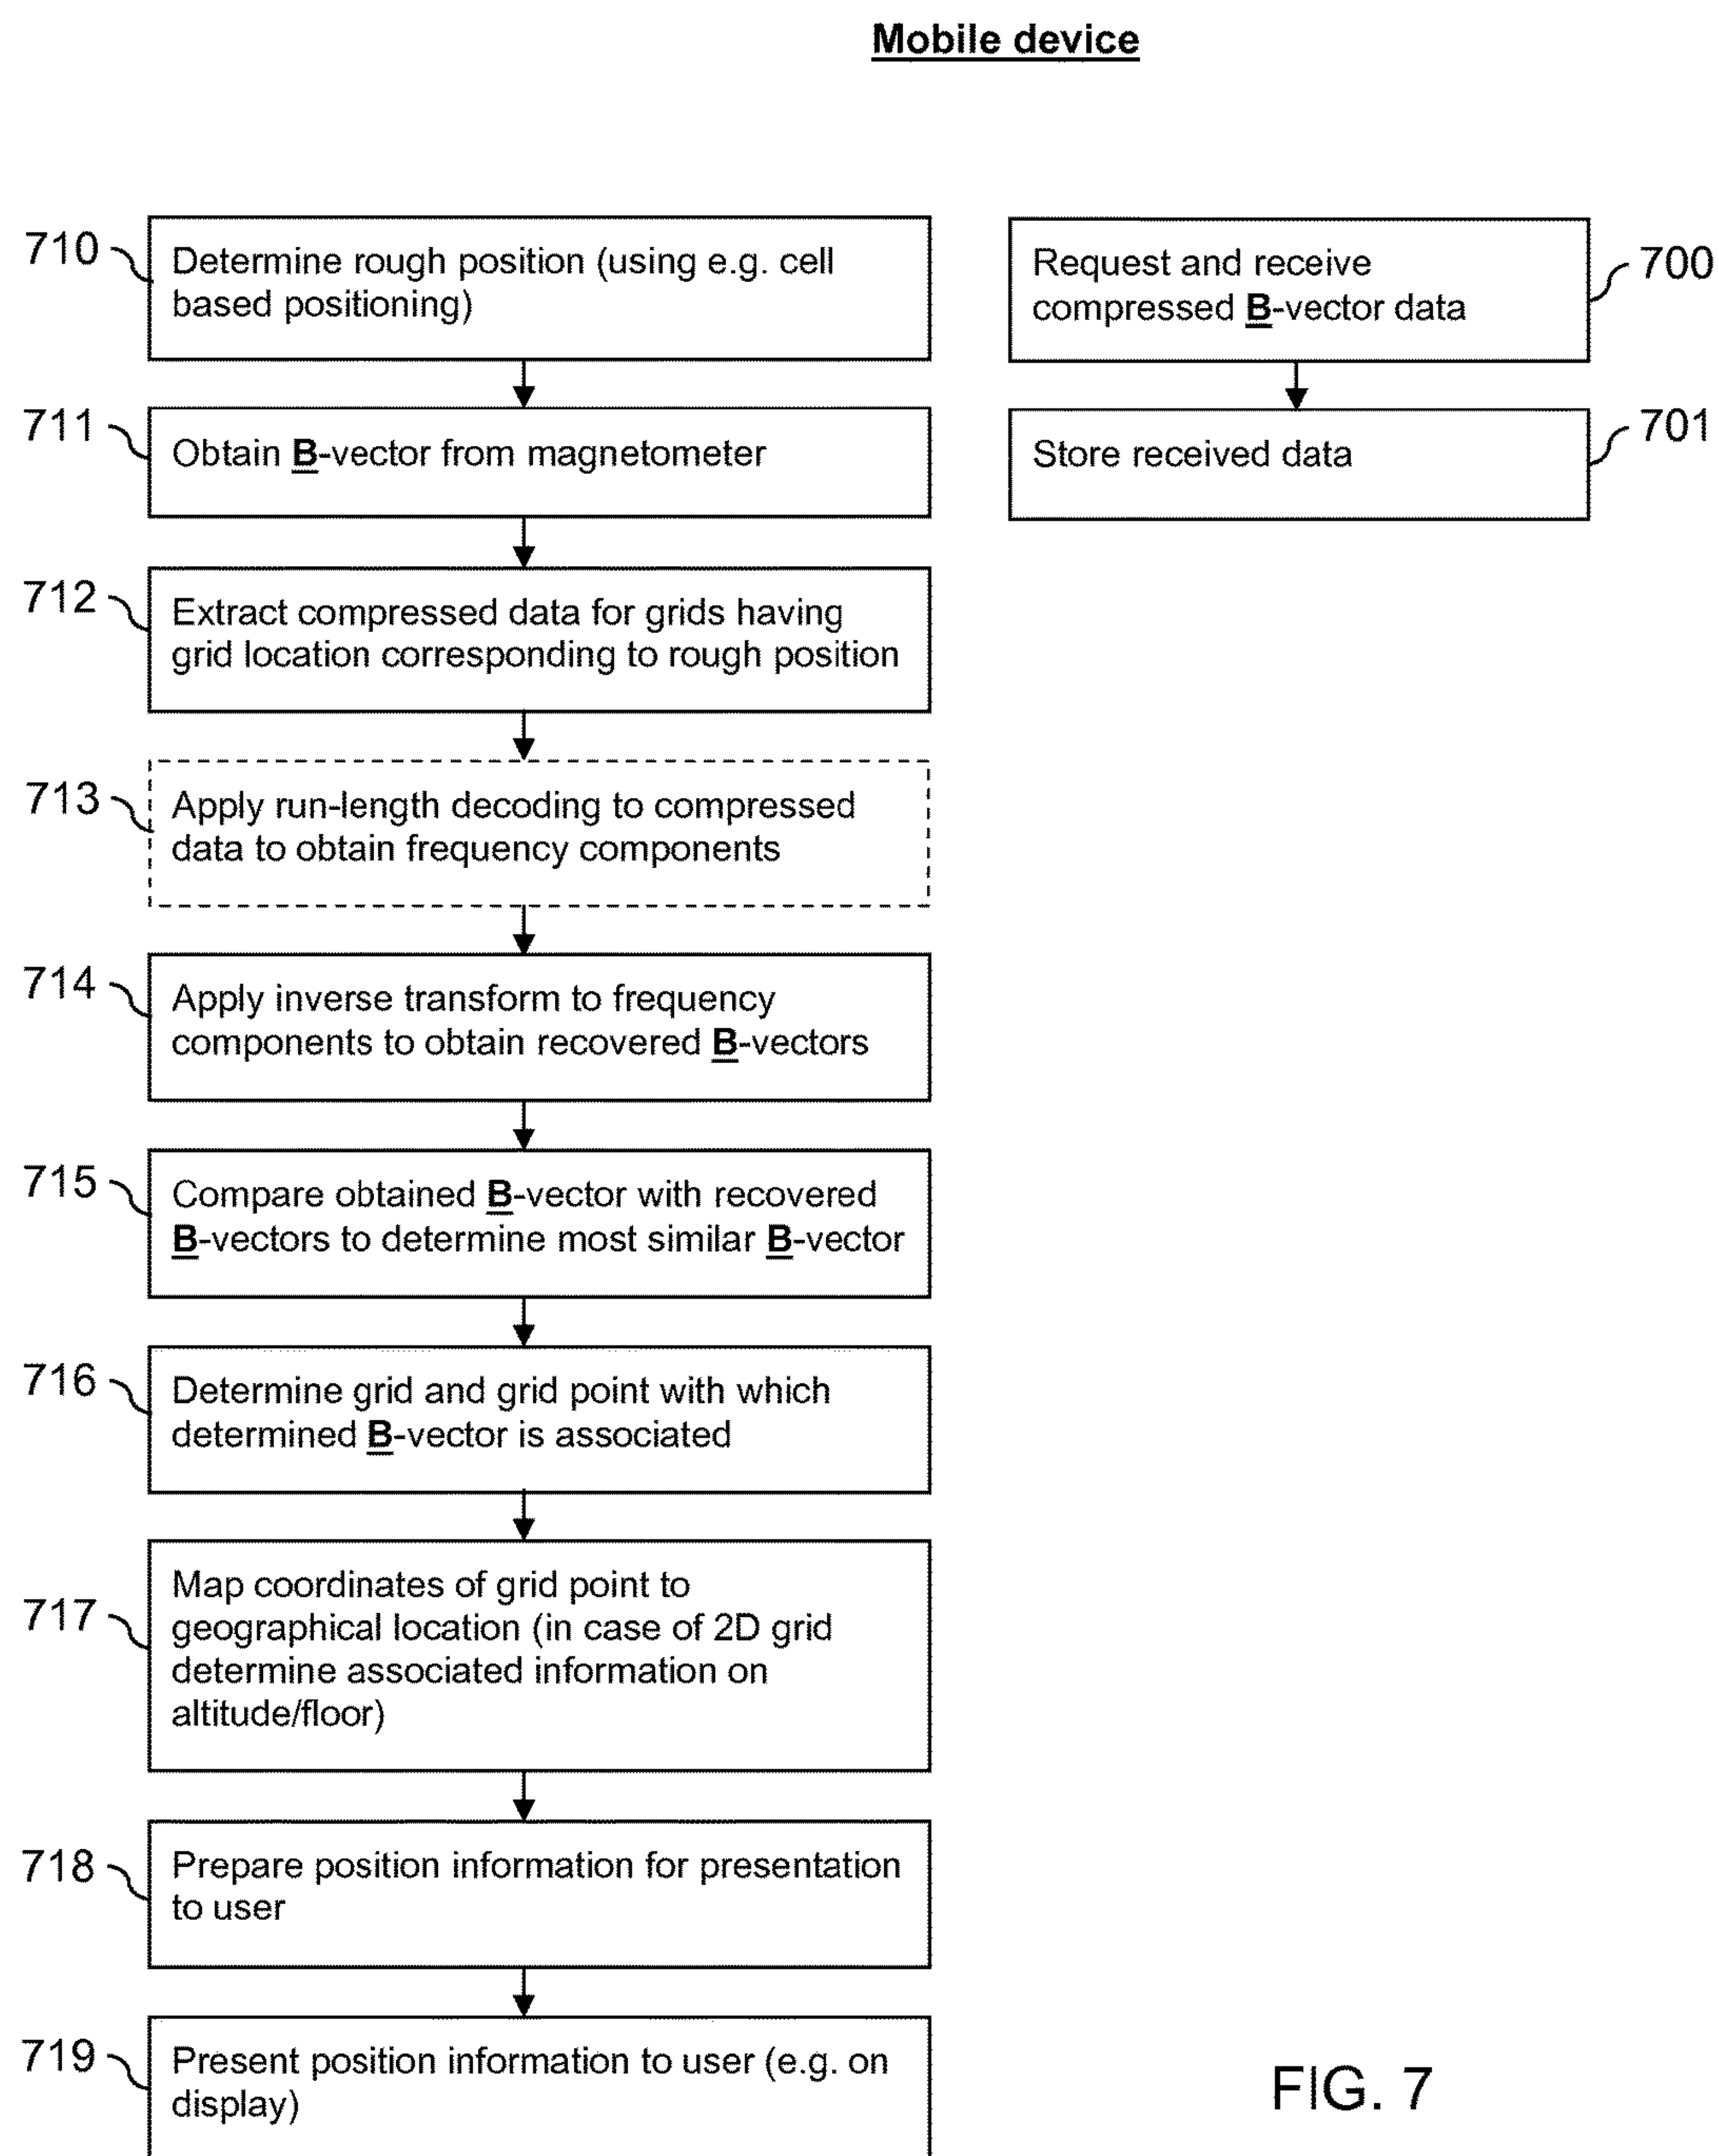 Mobile device
710
Determine rough position (using e.g. cell
based positioning)
700
Request and receive
compressed B-vector data
711
Obtain B-vector from magnetometer
701
Store received data
712
Extract compressed data for grids having
grid location corresponding to rough position
713
Apply run-length decoding to compressed
data to obtain frequency components
714
Apply inverse transform to frequency
components to obtain recovered B-vectors
715
Compare obtained B-vector with recovered
B-vectors to determine most similar B-vector
716
Determine grid and grid point with which
determined B-vector is associated
717
Map coordinates of grid point to
geographical location (in case of 2D grid
determine associated information on
altitude/floor)
718
Prepare position information for presentation
to user
719
Present position information to user (e.g. on
display)
FIG. 7